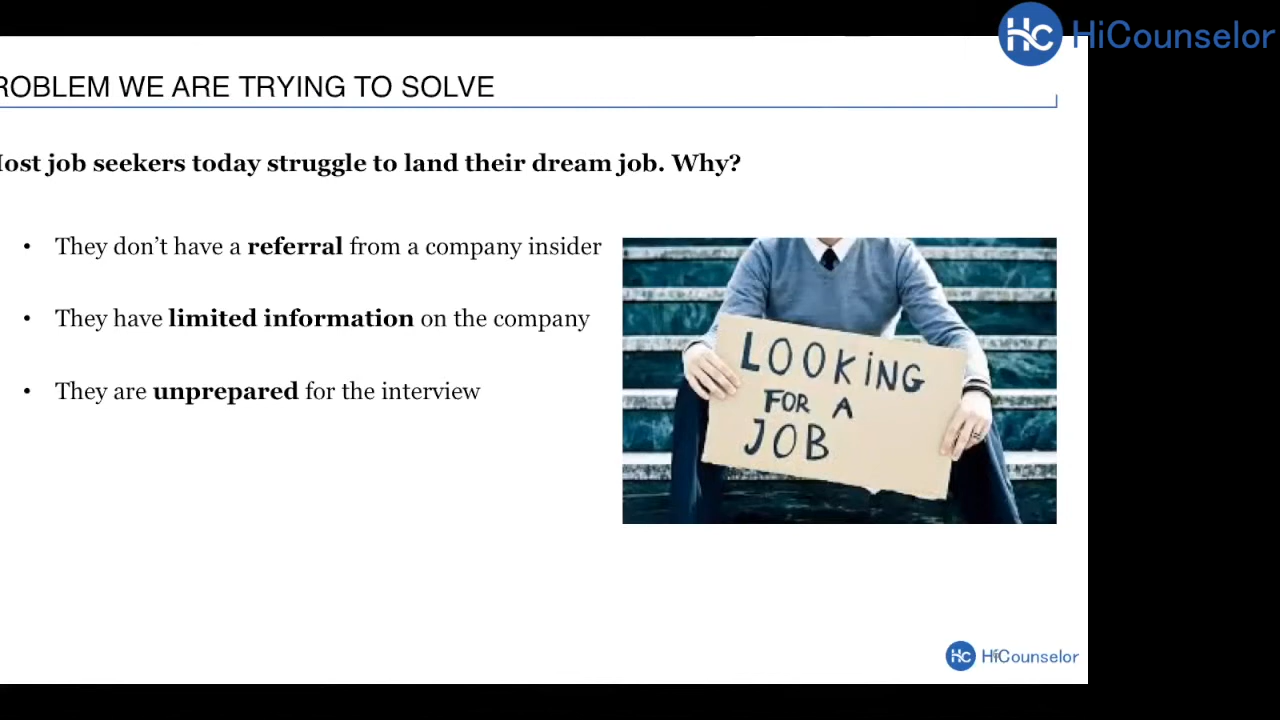 HiCounselor
ROBLEM WE ARE TRYING TO SOLVE
ost job seekers today struggle to land their dream job. Why?
• They don't have a referral from a company insider
• They have limited information on the company
• They are unprepared for the interview
LOOKING
FOR A
JOB
HiCounselor